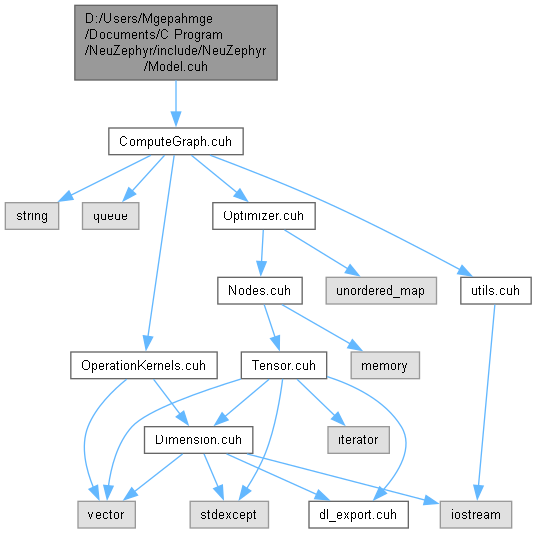 D:/Users/Mgepahmge
/Documents/C Program
/NeuZephyr/include/NeuZephyr
/Model.cuh
ComputeGraph.cuh
string
queue
Optimizer.cuh
Nodes.cuh
unordered_map
utils.cuh
OperationKernels.cuh
Tensor.cuh
memory
Dimension.cuh
iterator
vector
stdexcept
dl_export.cuh
iostream